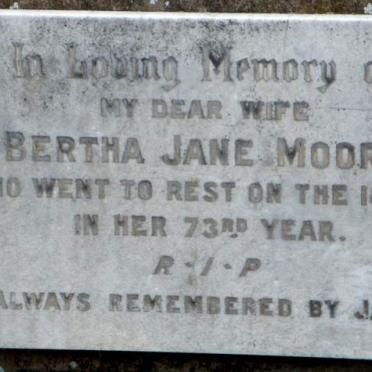 In Loving Memory
MY DEAR WIFE
BERTHA JANE MOOR
WENT TO REST ON THE
IN HER 73RD YEAR.
R·I·P
ALWAYS REMEMBERED BY